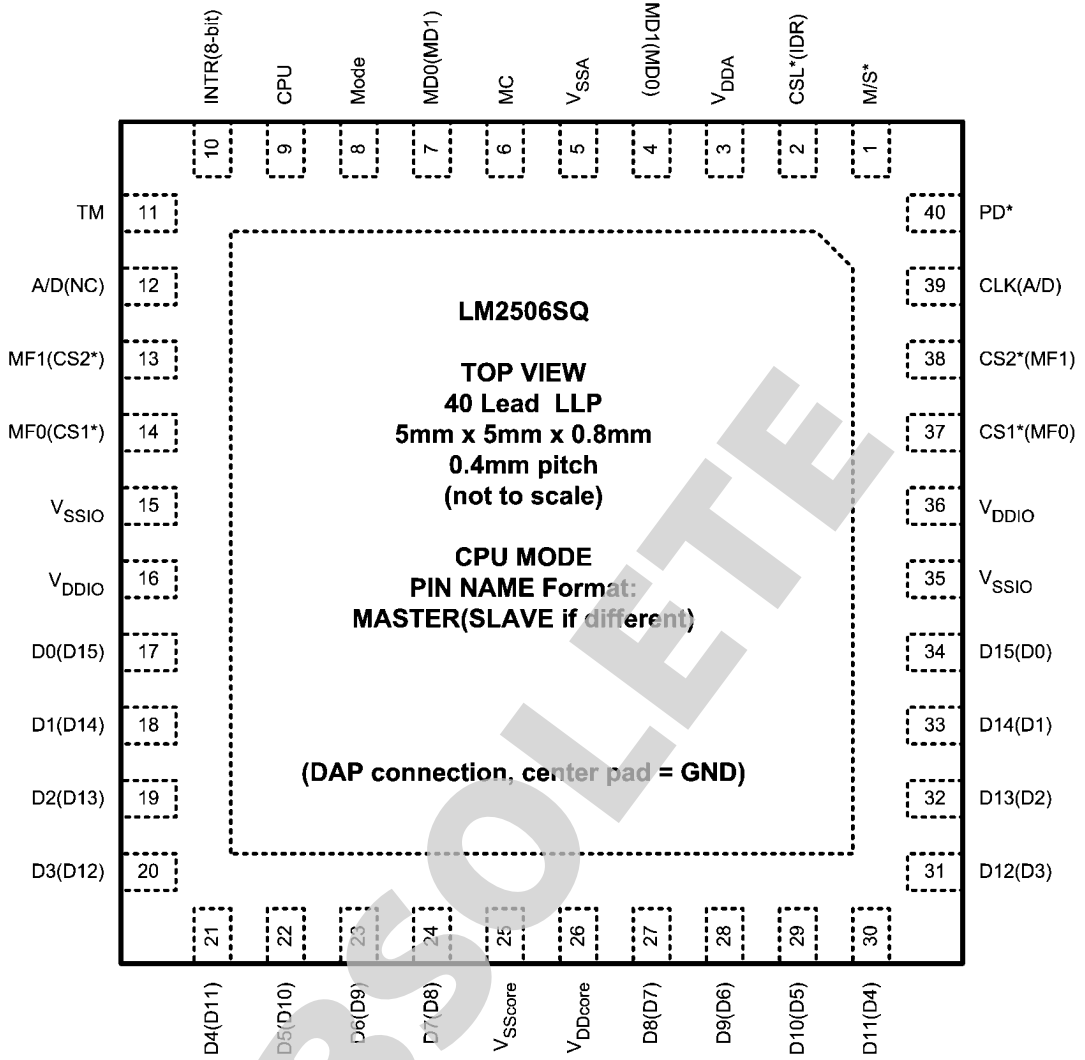 INTR(8-bit)
CPU
Mode
MD0(MD1)
MC
VSSA
MD1(MD0)
VDDA
CSL*(IDR)
M/S*
10
9
8
7
6
5
4
3
2
1
TM 11
40 PD*
A/D(NC) 12
39 CLK(A/D)
MF1(CS2*) 13
38 CS2*(MF1)
MF0(CS1*) 14
37 CS1*(MF0)
VSSIO 15
36 VDDIO
VDDIO 16
35 VSSIO
D0(D15) 17
34 D15(D0)
D1(D14) 18
33 D14(D1)
D2(D13) 19
32 D13(D2)
D3(D12) 20
31 D12(D3)
LM2506SQ
TOP VIEW
40 Lead LLP
5mm x 5mm x 0.8mm
0.4mm pitch
(not to scale)
CPU MODE
PIN NAME Format:
MASTER(SLAVE if different)
(DAP connection, center pad = GND)
21
22
23
24
25
26
27
28
29
30
D4(D11)
D5(D10)
D6(D9)
D7(D8)
VSScore
VDDcore
D8(D7)
D9(D6)
D10(D5)
D11(D4)
OBSOLETE